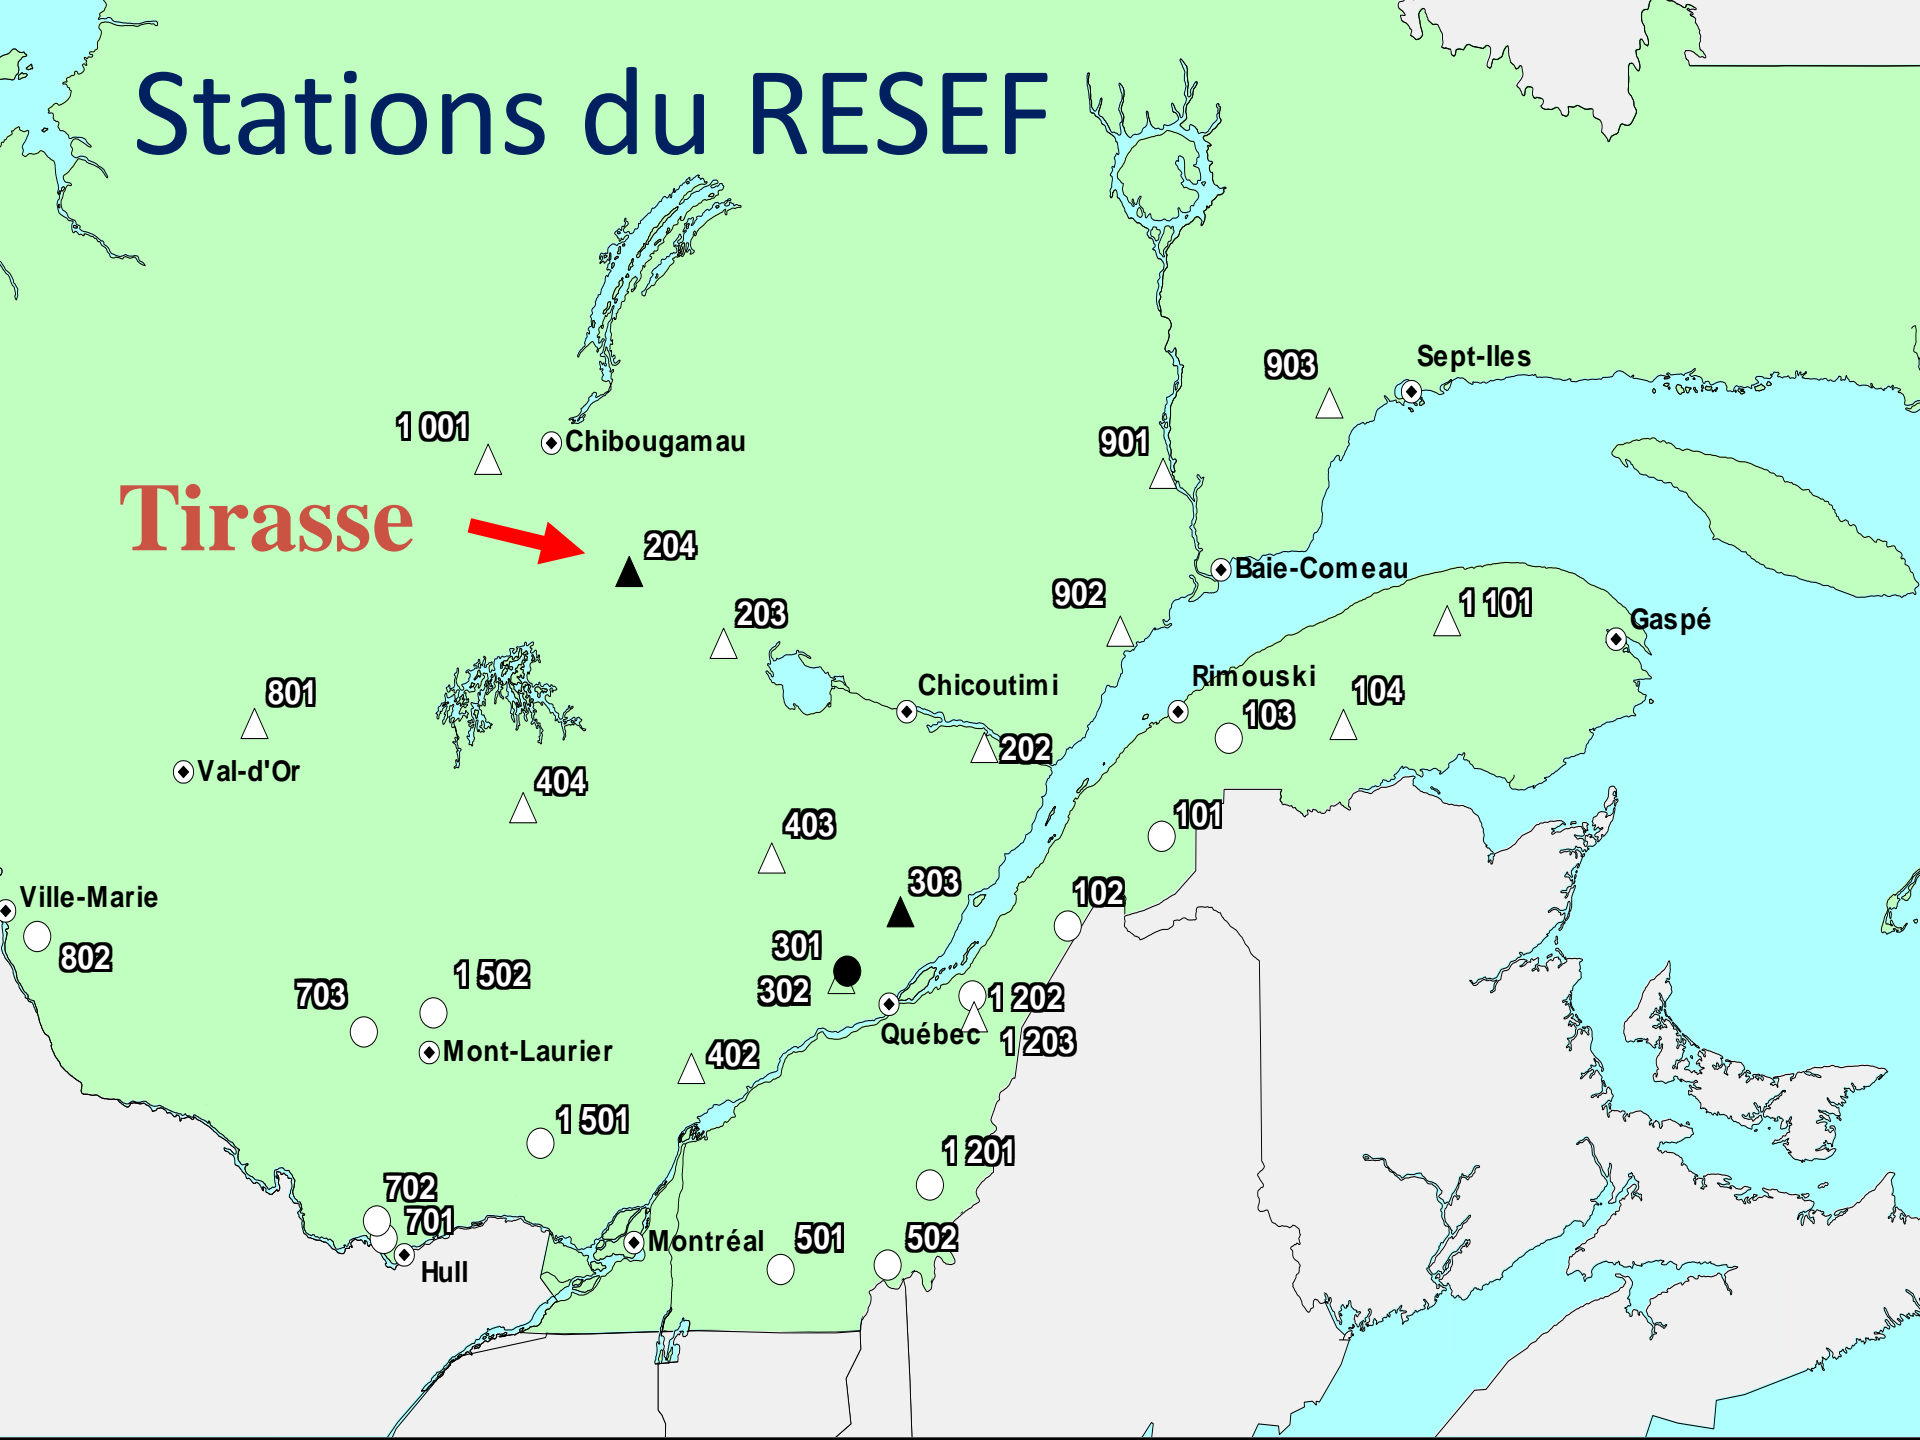 Stations du RESEF
903
Sept-Iles
1 001
Chibougamau
901
Tirasse
204
Baie-Comeau
902
1 101
203
Gaspé
Rimouski
Chicoutimi
801
104
103
202
Val-d'Or
404
101
403
303
102
Ville-Marie
301
802
1 502
703
302
1 202
Québec
1 203
Mont-Laurier
402
1 501
1 201
702
701
Montréal
501
502
Hull